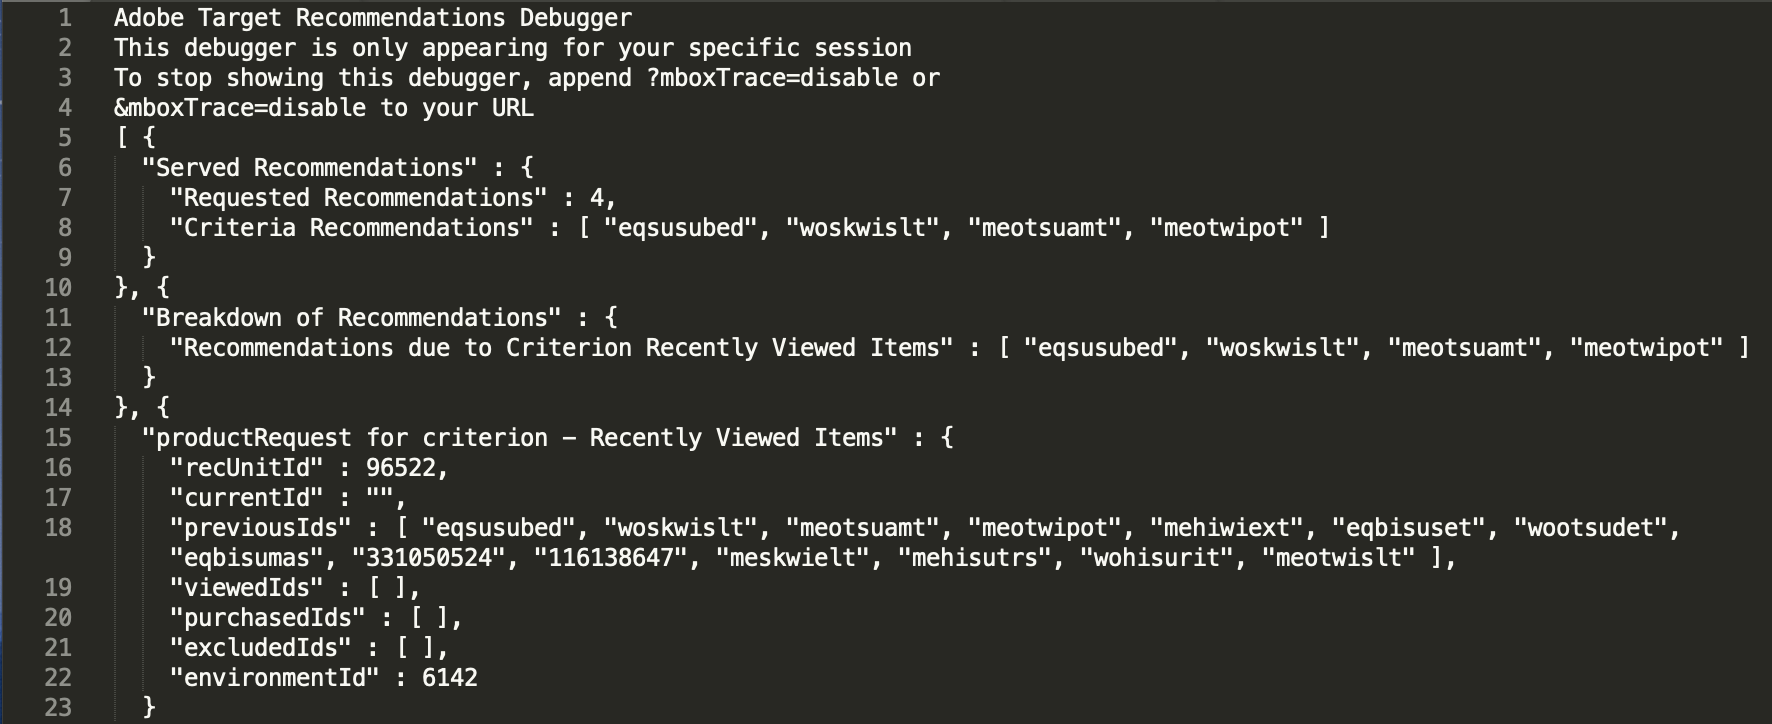 1 Adobe Target Recommendations Debugger
2 This debugger is only appearing for your specific session
3 To stop showing this debugger, append ?mboxTrace=disable or
4 &mboxTrace=disable to your URL
5 [ {
6 "Served Recommendations" : {
7 "Requested Recommendations" : 4,
8 "Criteria Recommendations" : [ "eqsusubed", "woskwislt", "meotsuamt", "meotwipot" ]
9 }
10 }, {
11 "Breakdown of Recommendations" : {
12 "Recommendations due to Criterion Recently Viewed Items" : [ "eqsusubed", "woskwislt", "meotsuamt", "meotwipot" ]
13 }
14 }, {
15 "productRequest for criterion – Recently Viewed Items" : {
16 "recUnitId" : 96522,
17 "currentId" : "",
18 "previousIds" : [ "eqsusubed", "woskwislt", "meotsuamt", "meotwipot", "mehiwiext", "eqbisuset", "wootsudet",
"eqbisumas", "331050524", "116138647", "meskwielt", "mehisutrs", "wohisurit", "meotwislt" ],
19 "viewedIds" : [ ],
20 "purchasedIds" : [ ],
21 "excludedIds" : [ ],
22 "environmentId" : 6142
23 }